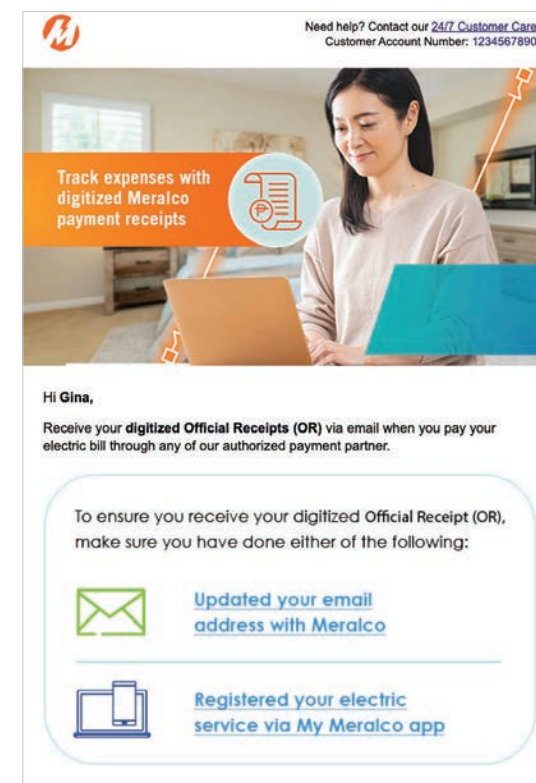 Need help? Contact our 24/7 Customer Care
Customer Account Number: 1234567890
Track expenses with
digitized Meralco
payment receipts
Hi Gina,
Receive your digitized Official Receipts (OR) via email when you pay your
electric bill through any of our authorized payment partner.
To ensure you receive your digitized Official Receipt (OR),
make sure you have done either of the following:
Updated your email
address with Meralco
Registered your electric
service via My Meralco app